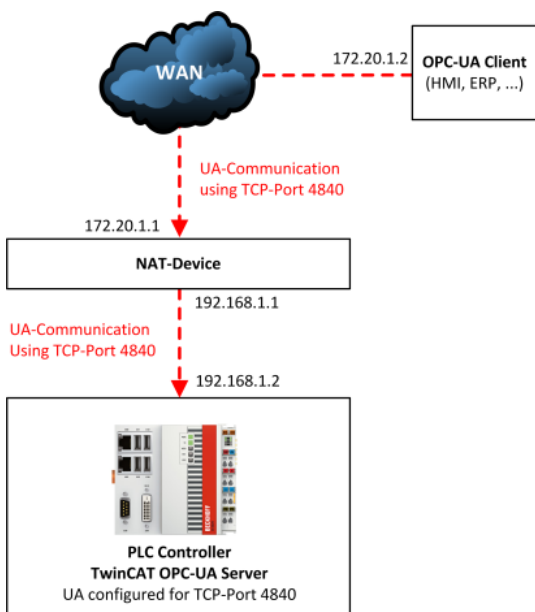 WAN
172.20.1.2
OPC-UA Client
(HMI, ERP, ...)
UA-Communication
using TCP-Port 4840
172.20.1.1
NAT-Device
192.168.1.1
UA-Communication
Using TCP-Port 4840
192.168.1.2
BECKHOFF
PLC Controller
TwinCAT OPC-UA Server
UA configured for TCP-Port 4840